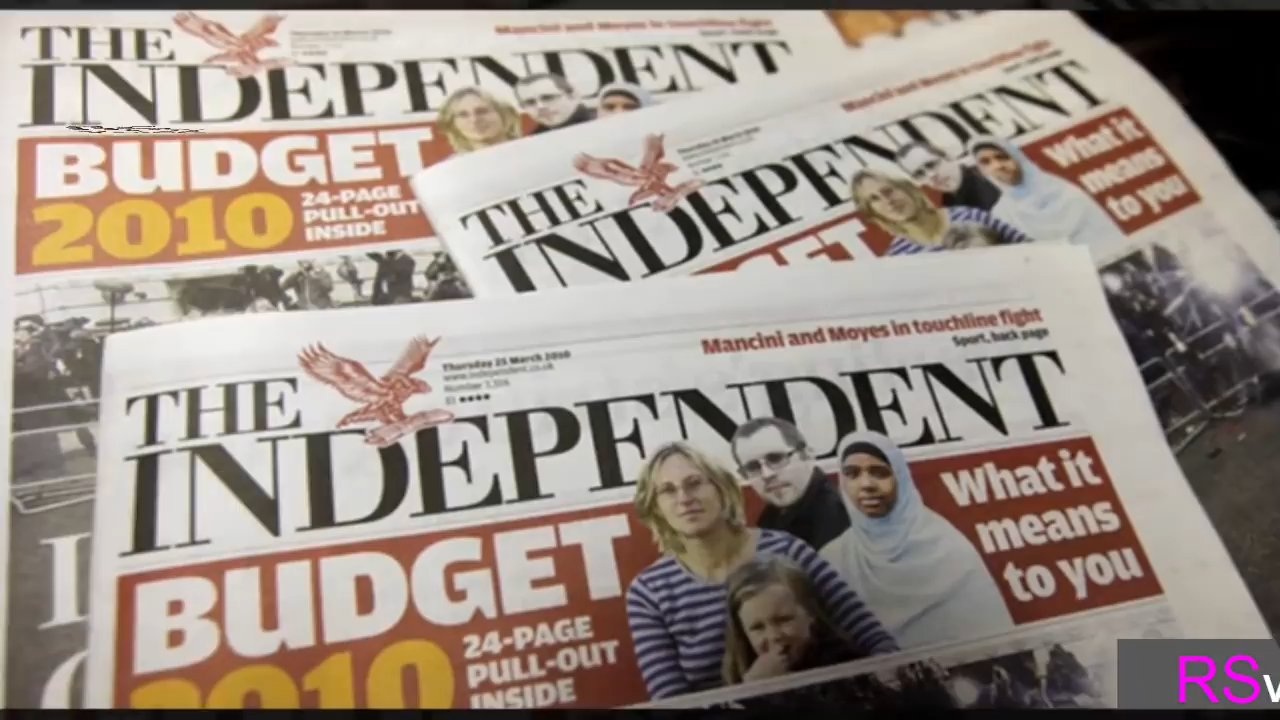 THE
INDEPENDENT
Mancini and Moyes in touchline fight
BUDGET
2010
24-PAGE
PULL-OUT
INSIDE
THE
INDEPENDENT
Mancini and Moyes in touchline fight
What it
means
to you
THE
INDEPENDENT
Thursday 25 March 2010
www.independent.co.uk
Mancini and Moyes in touchline fight
Sport, back page
BUDGET
2010
24-PAGE
PULL-OUT
INSIDE
What it
means
to you
RSv